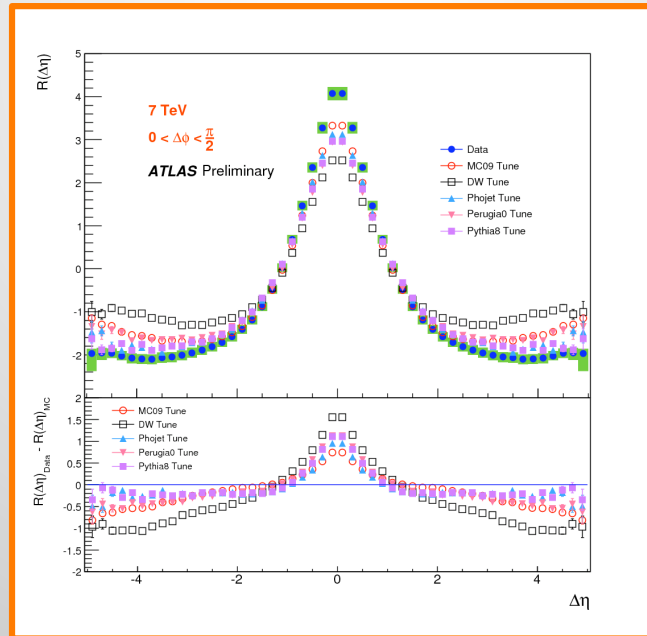 R(Δη)
5
4
3
2
1
0
-1
-2
7 TeV
0 < Δϕ < π/2
ATLAS Preliminary
Data
MC09 Tune
DW Tune
Phojet Tune
Perugia0 Tune
Pythia8 Tune
R(Δη)Data - R(Δη)MC
2
1.5
1
0.5
0
-0.5
-1
-1.5
-2
MC09 Tune
DW Tune
Phojet Tune
Perugia0 Tune
Pythia8 Tune
-4 -2 0 2 4
Δη